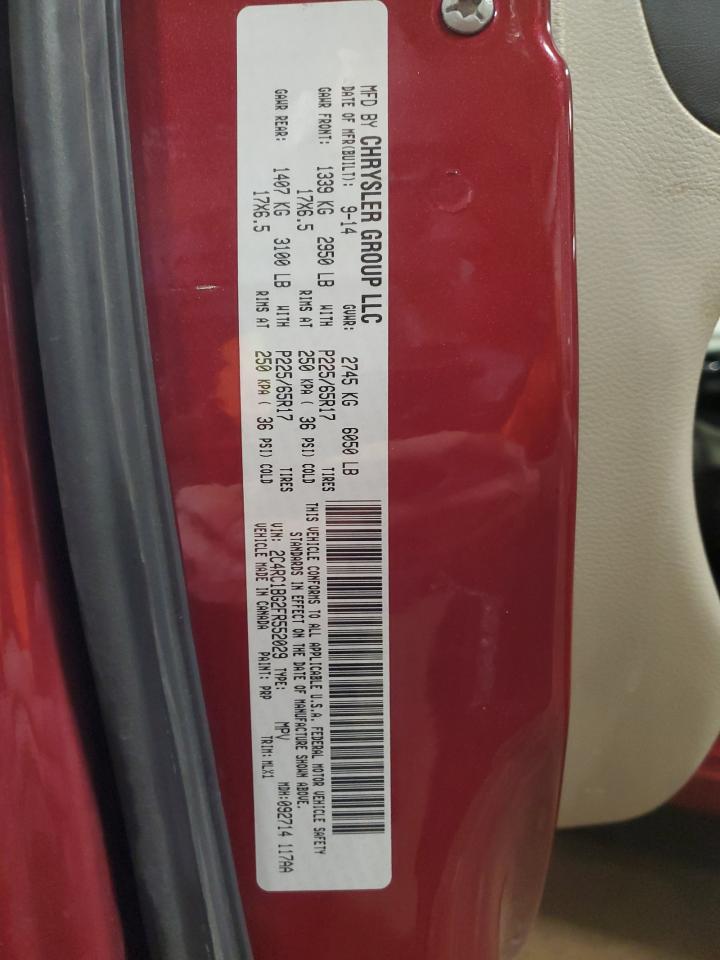 MFD BY CHRYSLER GROUP LLC
DATE OF MFR(BUILT): 9-14 GVWR: 2745 KG 6050 LB
GAWR FRONT: 1339 KG 2950 LB WITH P225/65R17 TIRES
17X6.5 RIMS AT 250 KPA ( 36 PSI) COLD
GAWR REAR: 1407 KG 3100 LB WITH P225/65R17 TIRES
17X6.5 RIMS AT 250 KPA ( 36 PSI) COLD
THIS VEHICLE CONFORMS TO ALL APPLICABLE U.S.A. FEDERAL MOTOR VEHICLE SAFETY
STANDARDS IN EFFECT ON THE DATE OF MANUFACTURE SHOWN ABOVE.
VIN: 2C4RC1BG2FR552029 TYPE: MPV MDH:092714 117AA
VEHICLE MADE IN CANADA PAINT: PRP TRIM: MLX1